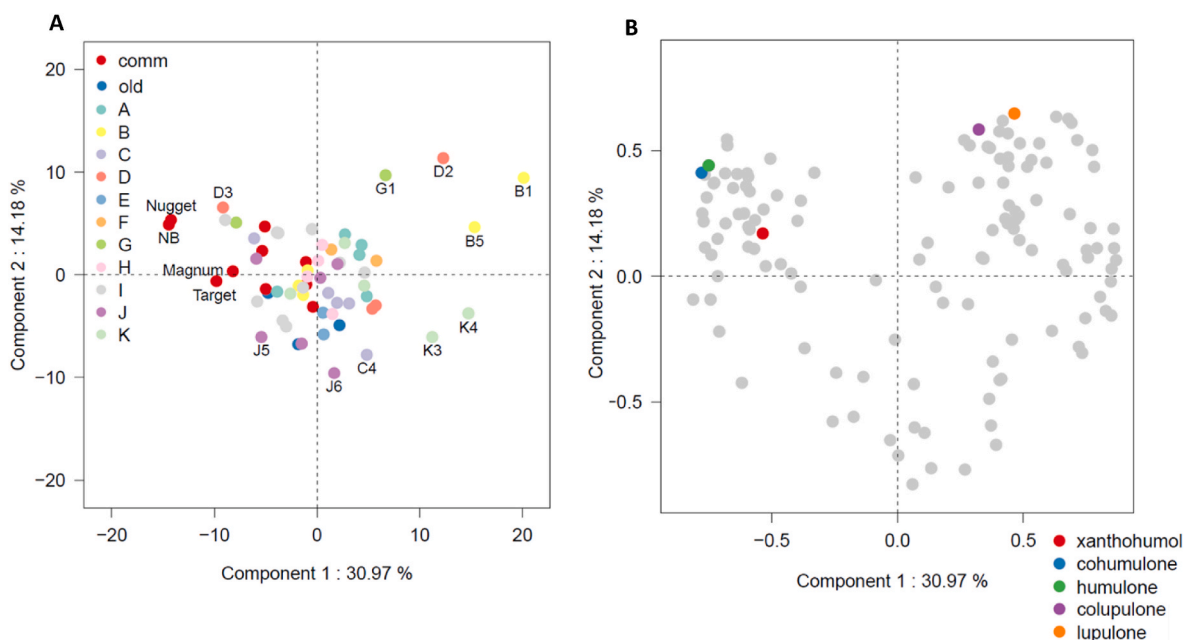 A
comm
old
A
B
C
D
E
F
G
H
I
J
K
D3
Nugget
NB
Magnum
Target
D2
G1
B1
B5
K4
K3
J5
C4
J6
20
10
0
−10
−20
−20
−10
0
10
20
Component 2 : 14.18 %
Component 1 : 30.97 %
B
0.5
0.0
−0.5
−0.5
0.0
0.5
Component 2 : 14.18 %
Component 1 : 30.97 %
xanthohumol
cohumulone
humulone
colupulone
lupulone